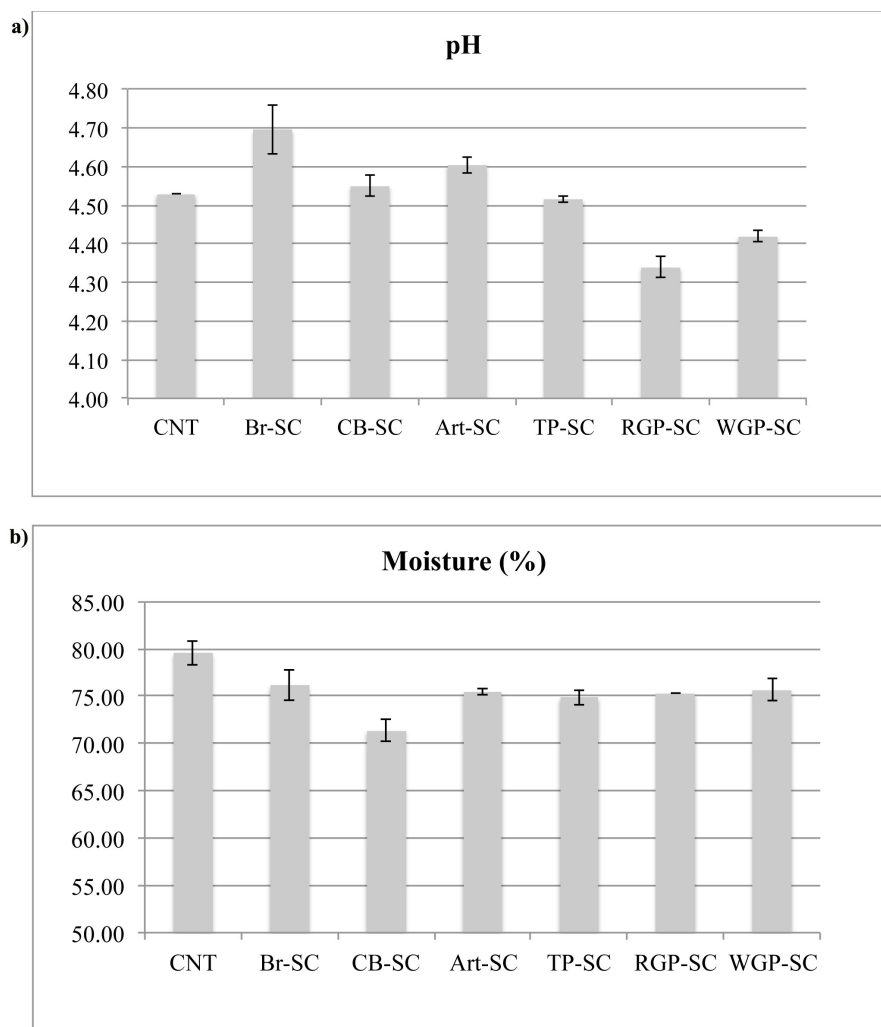 a)
pH
4.80
4.70
4.60
4.50
4.40
4.30
4.20
4.10
4.00
CNT Br-SC CB-SC Art-SC TP-SC RGP-SC WGP-SC
b)
Moisture (%)
85.00
80.00
75.00
70.00
65.00
60.00
55.00
50.00
CNT Br-SC CB-SC Art-SC TP-SC RGP-SC WGP-SC